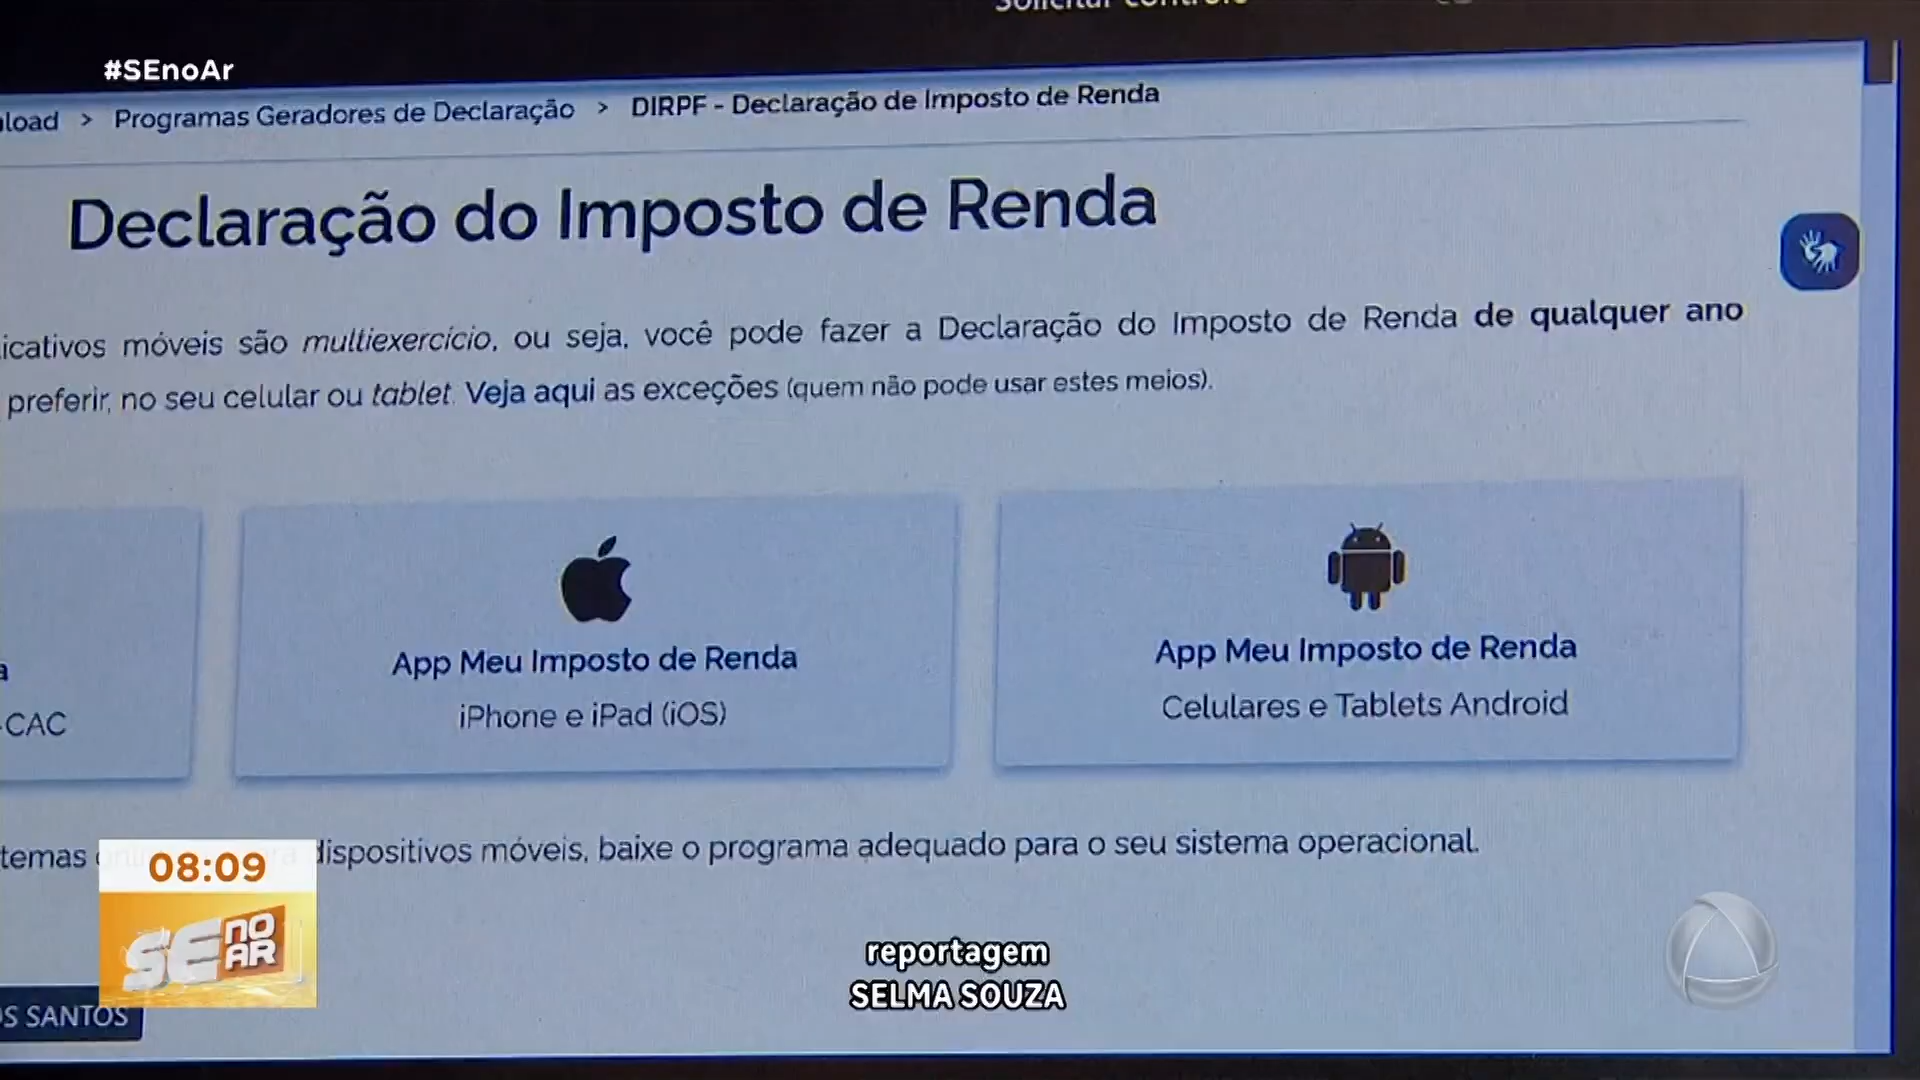 #SEnoAr
load > Programas Geradores de Declaração > DIRPF - Declaração de Imposto de Renda
Declaração do Imposto de Renda
icativos móveis são multiexercício, ou seja, você pode fazer a Declaração do Imposto de Renda de qualquer ano
preferir, no seu celular ou tablet. Veja aqui as exceções (quem não pode usar estes meios).
a
-CAC
App Meu Imposto de Renda
iPhone e iPad (iOS)
App Meu Imposto de Renda
Celulares e Tablets Android
temas dispositivos móveis, baixe o programa adequado para o seu sistema operacional.
08:09
SE NO AR
reportagem
SELMA SOUZA
OS SANTOS